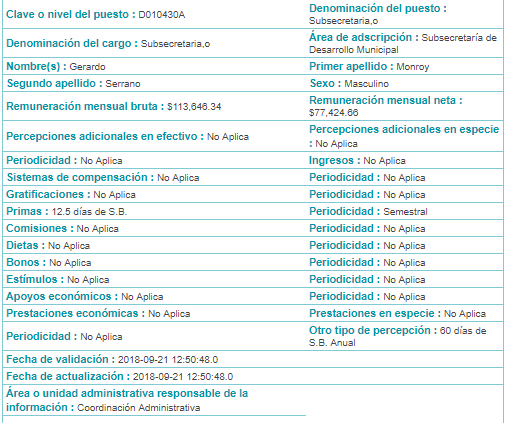 Clave o nivel del puesto : D010430A
Denominación del puesto :
Subsecretaria,o
Denominación del cargo : Subsecretaria,o
Área de adscripción : Subsecretaría de
Desarrollo Municipal
Nombre(s) : Gerardo
Primer apellido : Monroy
Segundo apellido : Serrano
Sexo : Masculino
Remuneración mensual bruta : $113,646.34
Remuneración mensual neta :
$77,424.66
Percepciones adicionales en efectivo : No Aplica
Percepciones adicionales en especie
: No Aplica
Periodicidad : No Aplica
Ingresos : No Aplica
Sistemas de compensación : No Aplica
Periodicidad : No Aplica
Gratificaciones : No Aplica
Periodicidad : No Aplica
Primas : 12.5 días de S.B.
Periodicidad : Semestral
Comisiones : No Aplica
Periodicidad : No Aplica
Dietas : No Aplica
Periodicidad : No Aplica
Bonos : No Aplica
Periodicidad : No Aplica
Estímulos : No Aplica
Periodicidad : No Aplica
Apoyos económicos : No Aplica
Periodicidad : No Aplica
Prestaciones económicas : No Aplica
Prestaciones en especie : No Aplica
Periodicidad : No Aplica
Otro tipo de percepción : 60 días de
S.B. Anual
Fecha de validación : 2018-09-21 12:50:48.0
Fecha de actualización : 2018-09-21 12:50:48.0
Área o unidad administrativa responsable de la
información : Coordinación Administrativa